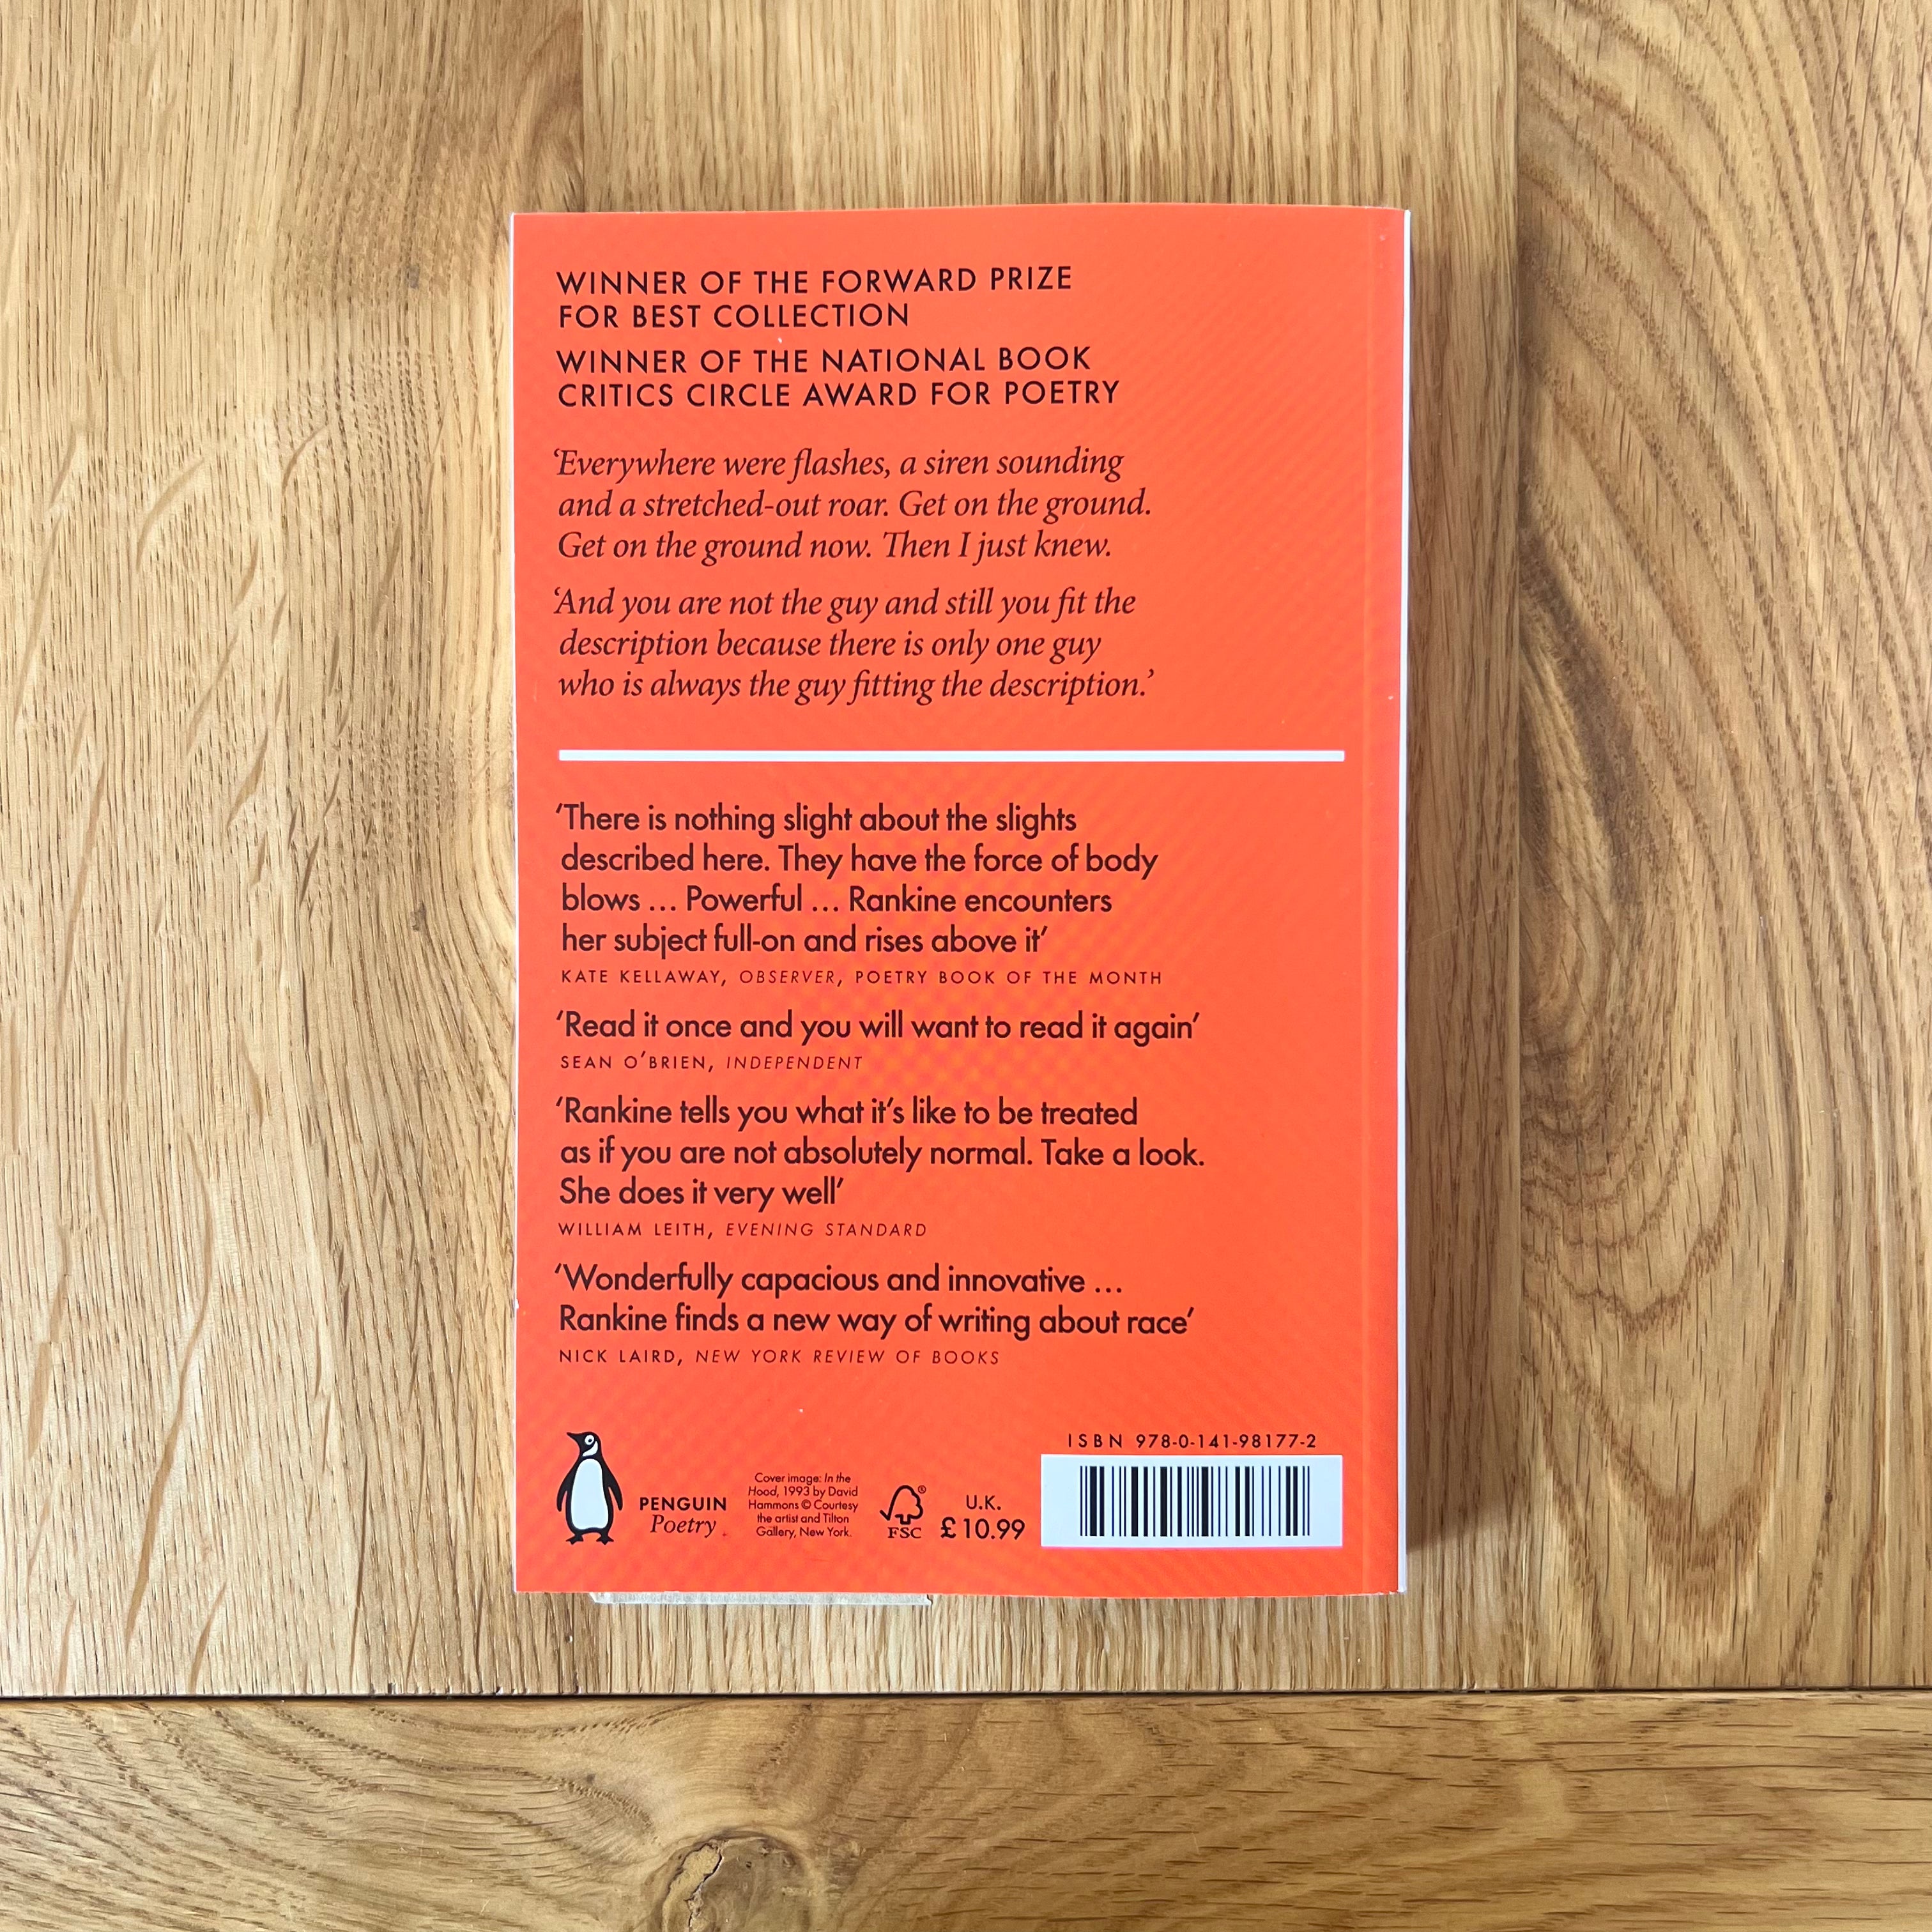 WINNER OF THE FORWARD PRIZE
FOR BEST COLLECTION
WINNER OF THE NATIONAL BOOK
CRITICS CIRCLE AWARD FOR POETRY
‘Everywhere were flashes, a siren sounding
and a stretched-out roar. Get on the ground.
Get on the ground now. Then I just knew.
‘And you are not the guy and still you fit the
description because there is only one guy
who is always the guy fitting the description.’
‘There is nothing slight about the slights
described here. They have the force of body
blows … Powerful … Rankine encounters
her subject full-on and rises above it’
KATE KELLAWAY, OBSERVER, POETRY BOOK OF THE MONTH
‘Read it once and you will want to read it again’
SEAN O’BRIEN, INDEPENDENT
‘Rankine tells you what it’s like to be treated
as if you are not absolutely normal. Take a look.
She does it very well’
WILLIAM LEITH, EVENING STANDARD
‘Wonderfully capacious and innovative …
Rankine finds a new way of writing about race’
NICK LAIRD, NEW YORK REVIEW OF BOOKS
PENGUIN
Poetry
Cover image: In the
Hood, 1993 by David
Hammons © Courtesy
the artist and Tilton
Gallery, New York.
®
FSC
U.K.
£10.99
ISBN 978-0-141-98177-2